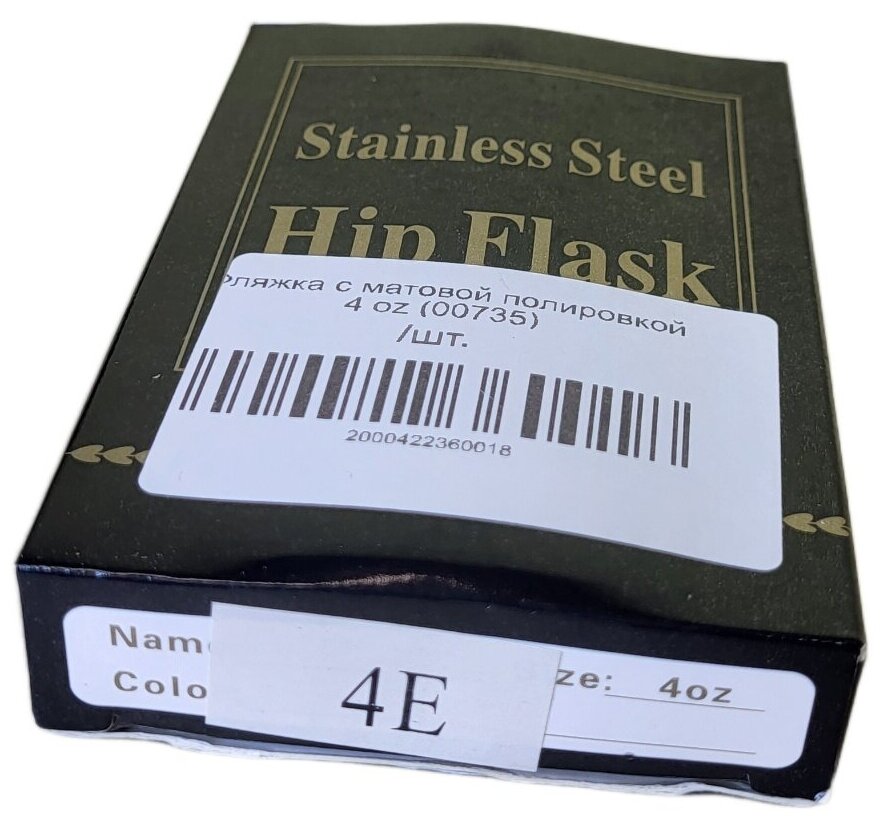 Stainless Steel
Hip Flask
Фляжка с матовой полировкой
4 oz (00735)
/шт.
2000422360018
Nam
ze: 4oz
Colo
4E